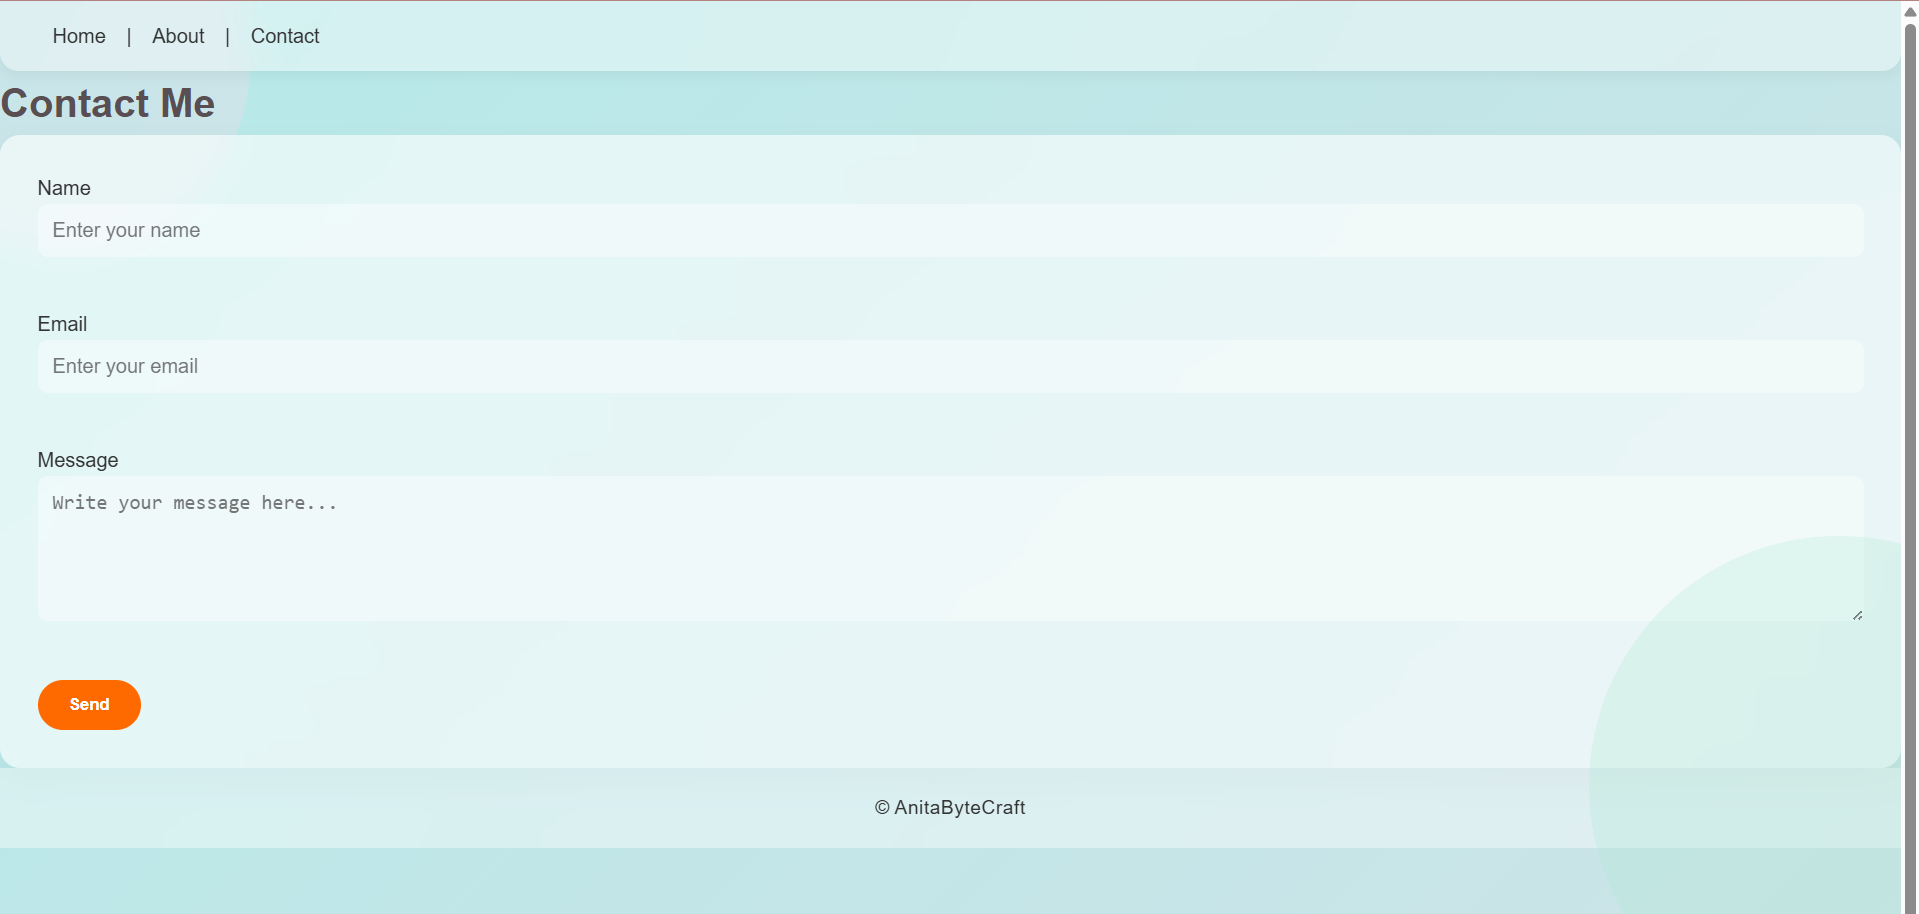 Home | About | Contact
Contact Me
Name
Enter your name
Email
Enter your email
Message
Write your message here...
Send
© AnitaByteCraft